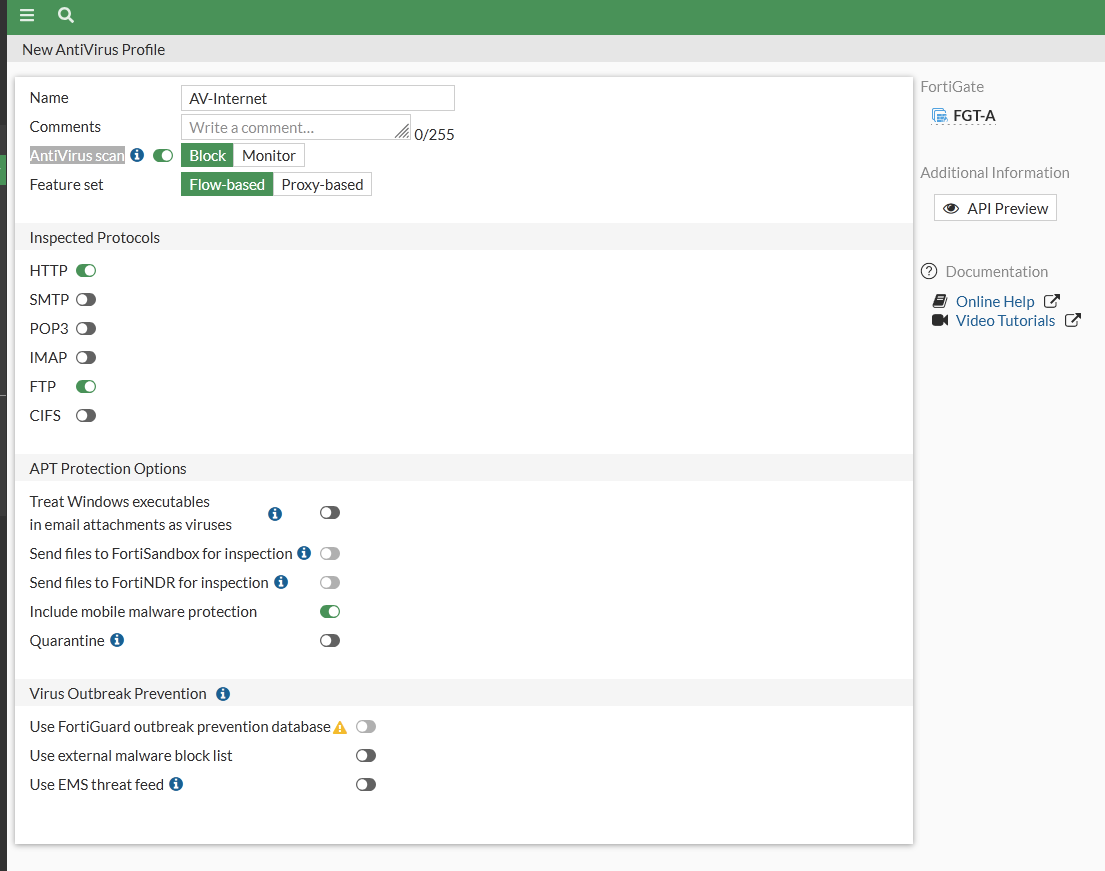 New AntiVirus Profile
Name AV-Internet
Comments Write a comment... 0/255
AntiVirus scan Block Monitor
Feature set Flow-based Proxy-based
Inspected Protocols
HTTP
SMTP
POP3
IMAP
FTP
CIFS
APT Protection Options
Treat Windows executables
in email attachments as viruses
Send files to FortiSandbox for inspection
Send files to FortiNDR for inspection
Include mobile malware protection
Quarantine
Virus Outbreak Prevention
Use FortiGuard outbreak prevention database
Use external malware block list
Use EMS threat feed
FortiGate
FGT-A
Additional Information
API Preview
Documentation
Online Help
Video Tutorials